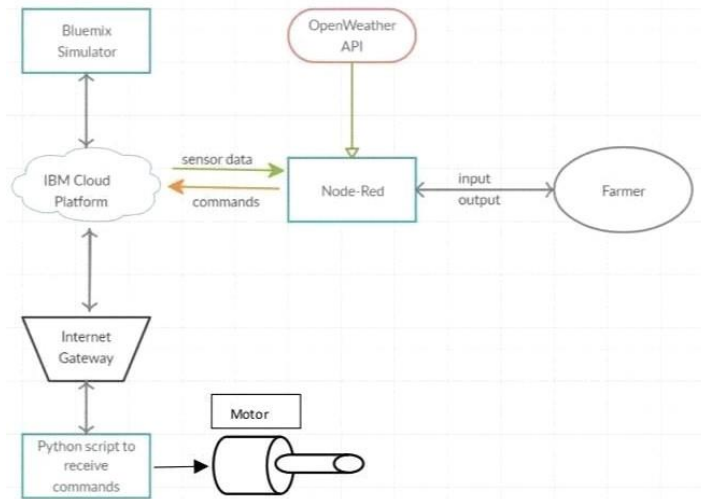 Bluemix
Simulator
OpenWeather
API
IBM Cloud
Platform
sensor data
commands
Node-Red
input
output
Farmer
Internet
Gateway
Motor
Python script to
receive
commands